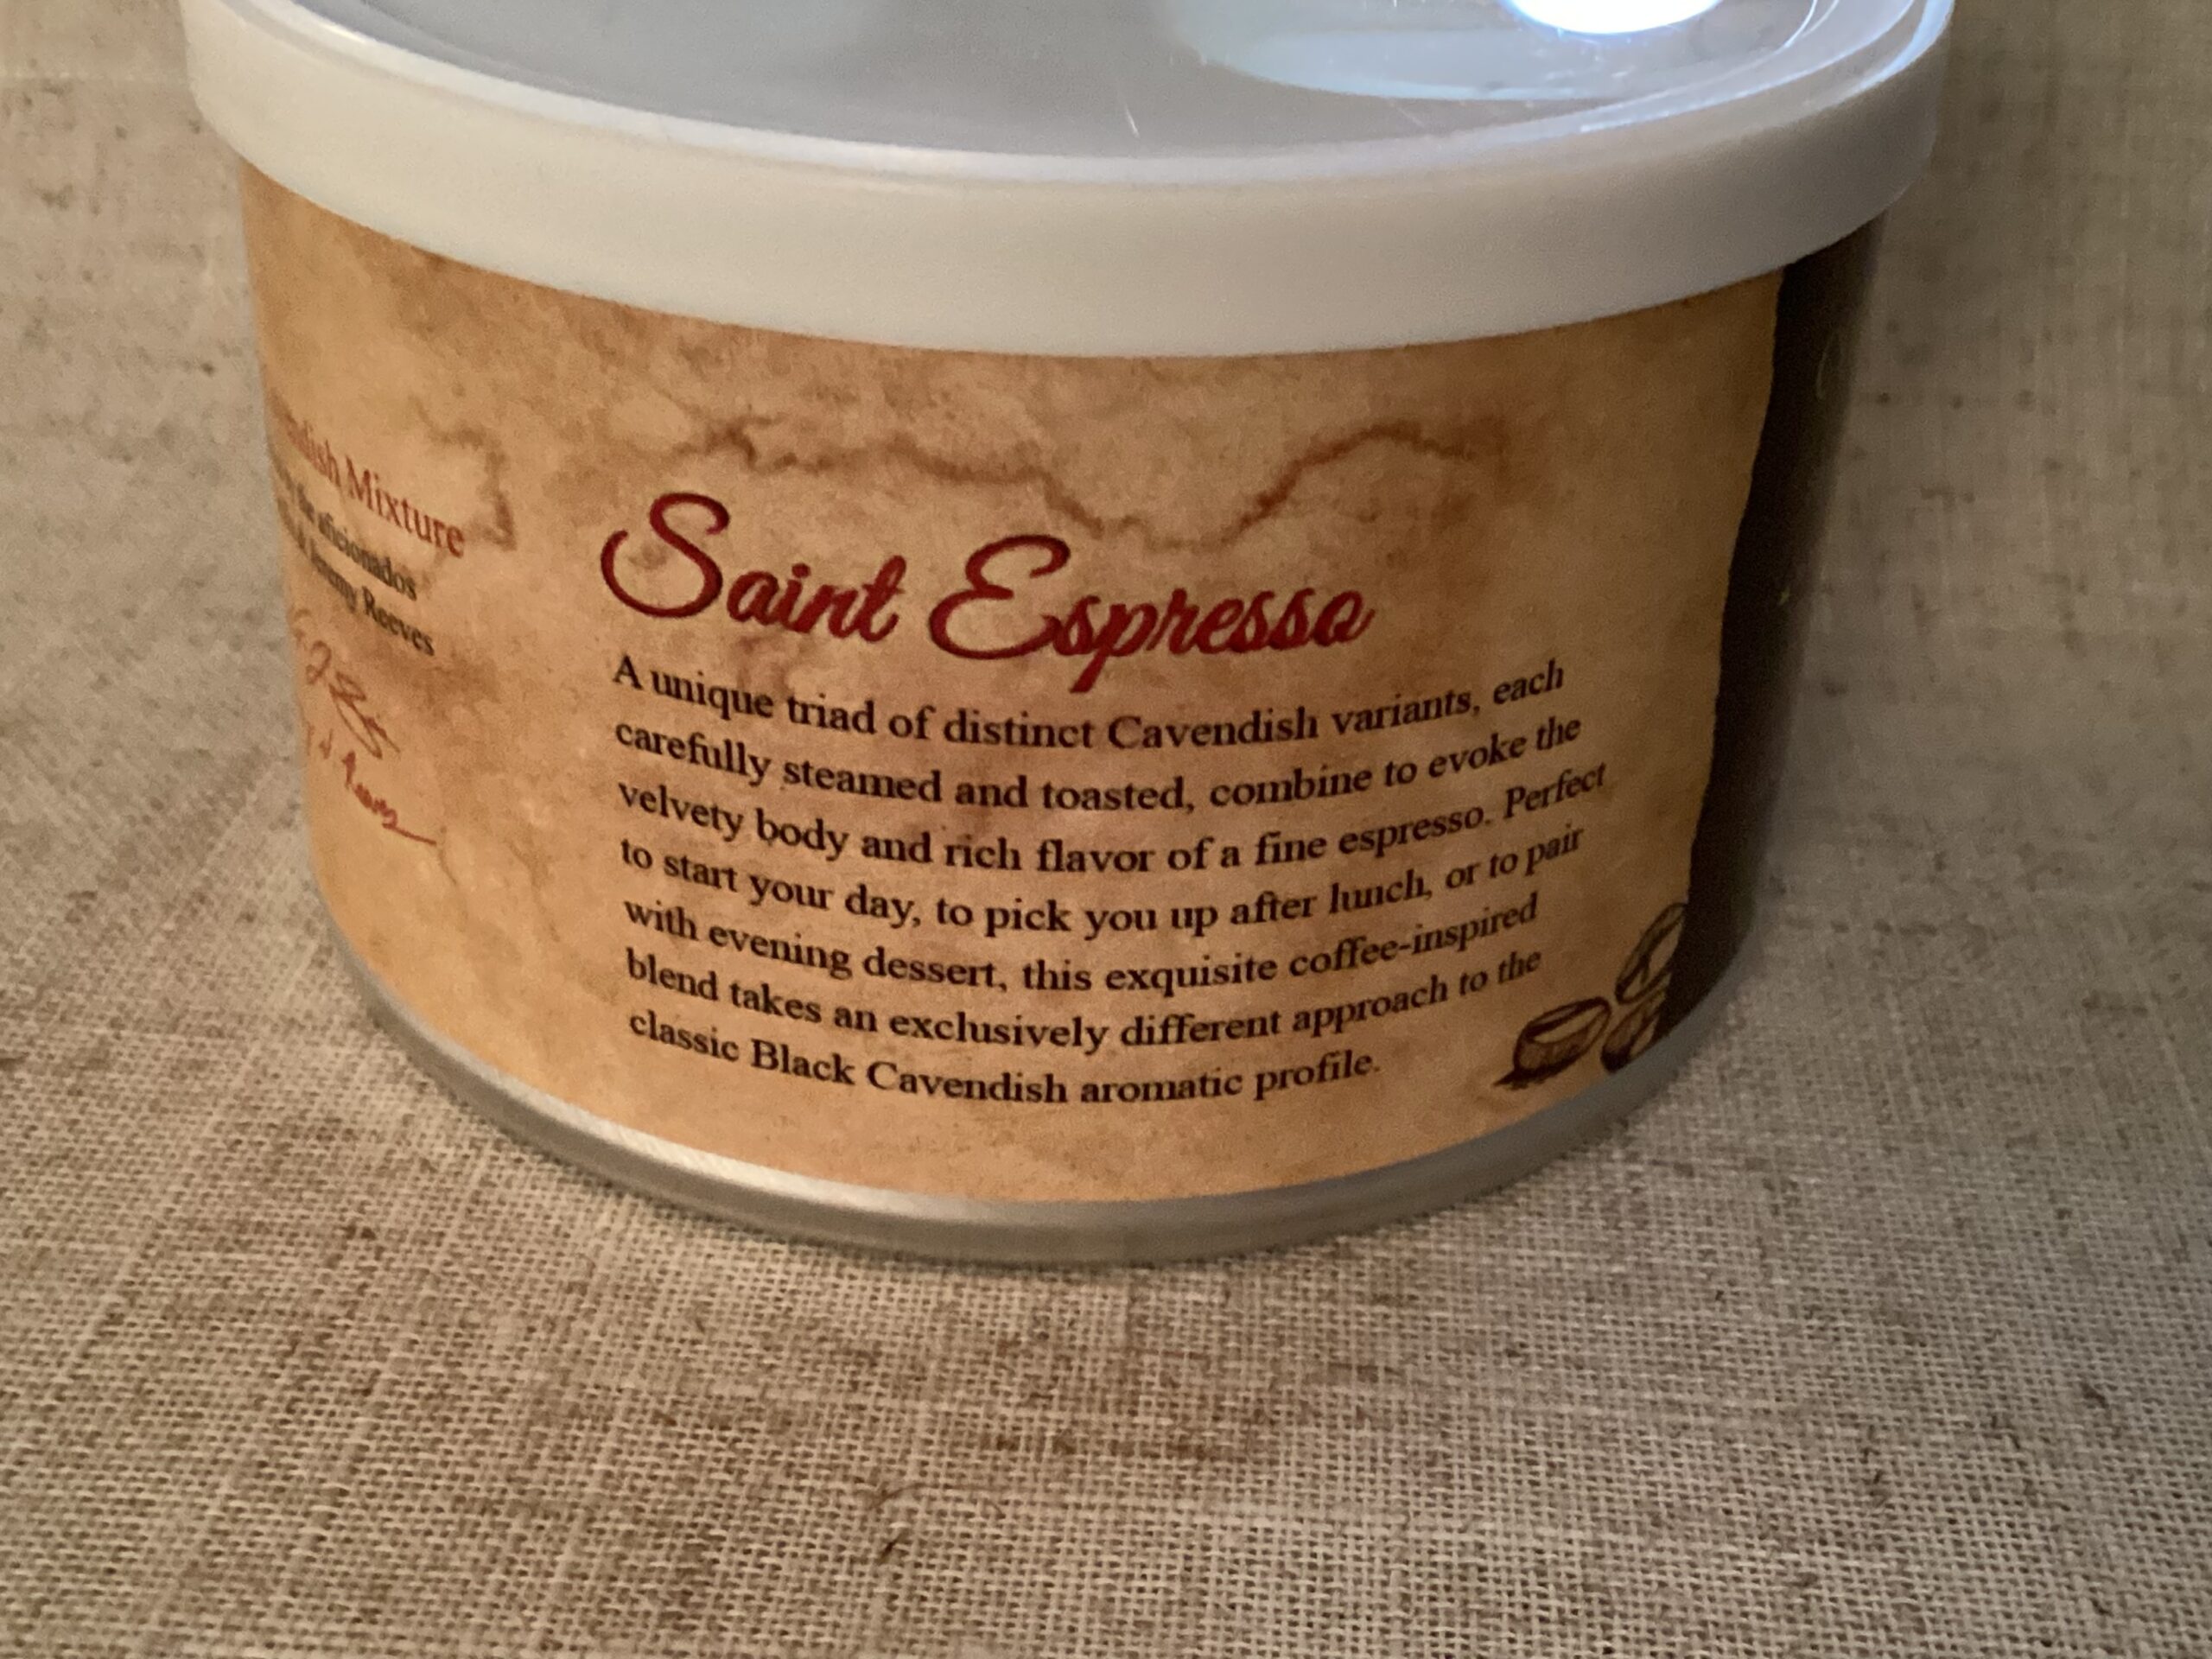 Mixture
aficionados
Jeremy Reeves
Saint Espresso
A unique triad of distinct Cavendish variants, each
carefully steamed and toasted, combine to evoke the
velvety body and rich flavor of a fine espresso. Perfect
to start your day, to pick you up after lunch, or to pair
with evening dessert, this exquisite coffee-inspired
blend takes an exclusively different approach to the
classic Black Cavendish aromatic profile.